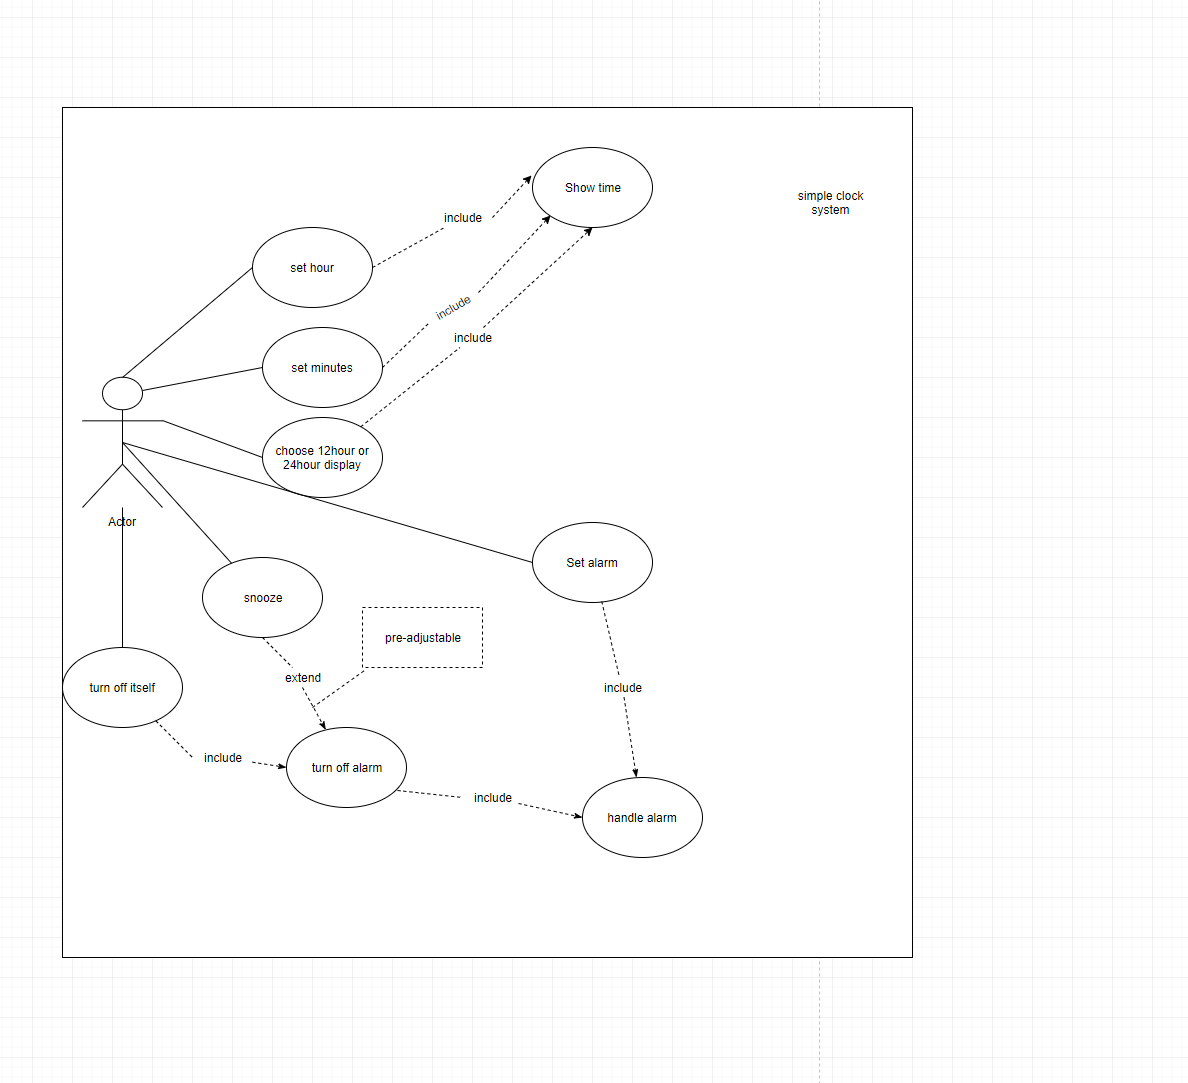 Show time
simple clock
system
include
set hour
include
include
set minutes
choose 12hour or
24hour display
Actor
Set alarm
snooze
pre-adjustable
extend
turn off itself
include
include
turn off alarm
include
handle alarm